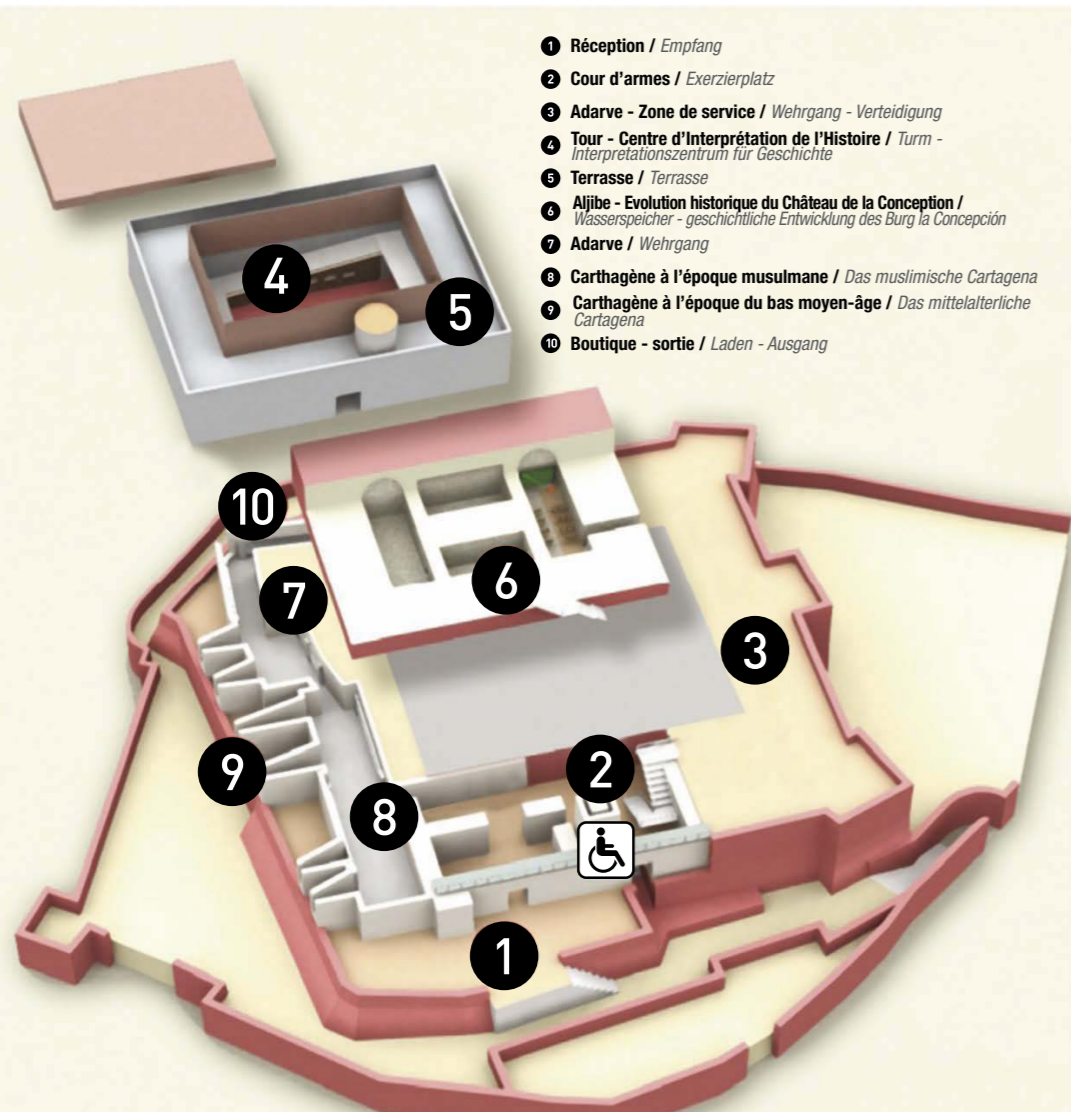 1 Réception / Empfang
2 Cour d'armes / Exerzierplatz
3 Adarve - Zone de service / Wehrgang - Verteidigung
4 Tour - Centre d'Interprétation de l'Histoire / Turm -
Interpretationszentrum für Geschichte
5 Terrasse / Terrasse
6 Aljibe - Evolution historique du Château de la Conception /
Wasserspeicher - geschichtliche Entwicklung des Burg la Concepción
7 Adarve / Wehrgang
8 Carthagène à l'époque musulmane / Das muslimische Cartagena
9 Carthagène à l'époque du bas moyen-âge / Das mittelalterliche
Cartagena
10 Boutique - sortie / Laden - Ausgang
4
5
10
6
7
3
2
9
8
1